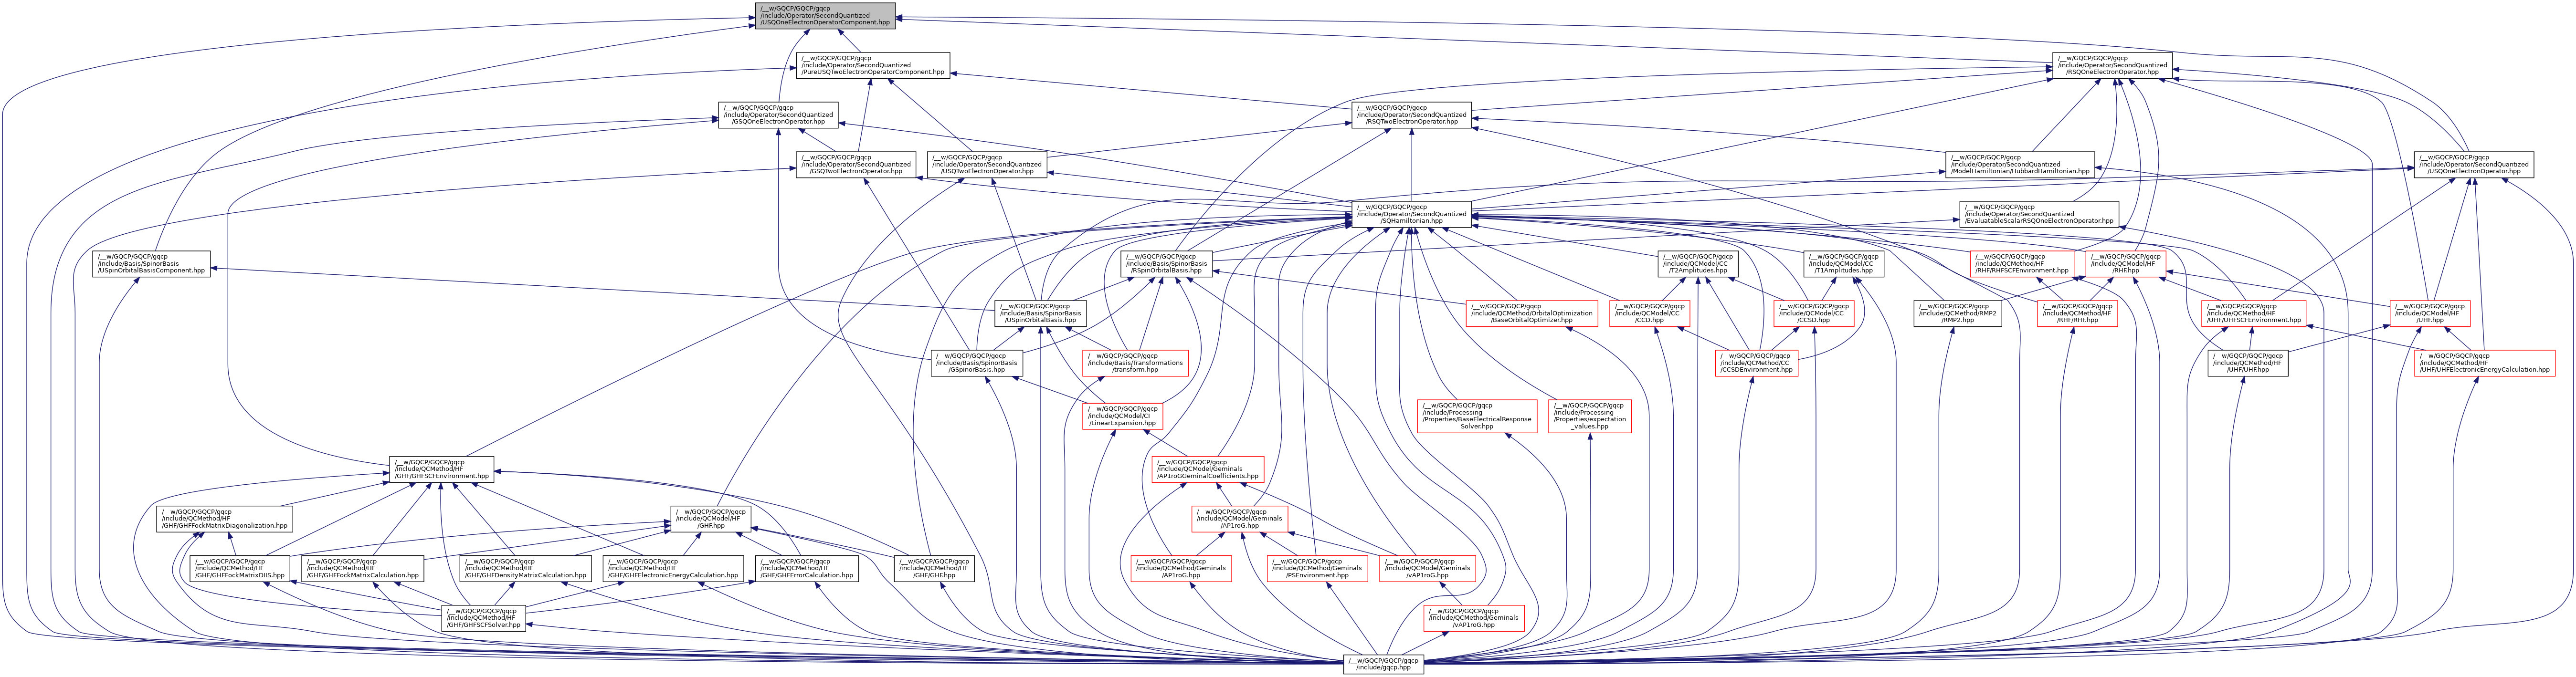 /__w/GQCP/GQCP/gqcp
/include/Operator/SecondQuantized
/USQOneElectronOperatorComponent.hpp
/__w/GQCP/GQCP/gqcp
/include/Operator/SecondQuantized
/PureUSQTwoElectronOperatorComponent.hpp
/__w/GQCP/GQCP/gqcp
/include/Operator/SecondQuantized
/RSQOneElectronOperator.hpp
/__w/GQCP/GQCP/gqcp
/include/Operator/SecondQuantized
/GSQOneElectronOperator.hpp
/__w/GQCP/GQCP/gqcp
/include/Operator/SecondQuantized
/RSQTwoElectronOperator.hpp
/__w/GQCP/GQCP/gqcp
/include/Operator/SecondQuantized
/GSQTwoElectronOperator.hpp
/__w/GQCP/GQCP/gqcp
/include/Operator/SecondQuantized
/USQTwoElectronOperator.hpp
/__w/GQCP/GQCP/gqcp
/include/Operator/SecondQuantized
/ModelHamiltonian/HubbardHamiltonian.hpp
/__w/GQCP/GQCP/gqcp
/include/Operator/SecondQuantized
/USQOneElectronOperator.hpp
/__w/GQCP/GQCP/gqcp
/include/Operator/SecondQuantized
/SQHamiltonian.hpp
/__w/GQCP/GQCP/gqcp
/include/Operator/SecondQuantized
/EvaluatableScalarRSQOneElectronOperator.hpp
/__w/GQCP/GQCP/gqcp
/include/Basis/SpinorBasis
/USpinOrbitalBasisComponent.hpp
/__w/GQCP/GQCP/gqcp
/include/Basis/SpinorBasis
/RSpinOrbitalBasis.hpp
/__w/GQCP/GQCP/gqcp
/include/QCModel/CC
/T2Amplitudes.hpp
/__w/GQCP/GQCP/gqcp
/include/QCModel/CC
/T1Amplitudes.hpp
/__w/GQCP/GQCP/gqcp
/include/QCMethod/HF
/RHF/RHFSCFEnvironment.hpp
/__w/GQCP/GQCP/gqcp
/include/QCModel/HF
/RHF.hpp
/__w/GQCP/GQCP/gqcp
/include/Basis/SpinorBasis
/USpinOrbitalBasis.hpp
/__w/GQCP/GQCP/gqcp
/include/QCMethod/OrbitalOptimization
/BaseOrbitalOptimizer.hpp
/__w/GQCP/GQCP/gqcp
/include/QCModel/CC
/CCD.hpp
/__w/GQCP/GQCP/gqcp
/include/QCModel/CC
/CCSD.hpp
/__w/GQCP/GQCP/gqcp
/include/QCMethod/RMP2
/RMP2.hpp
/__w/GQCP/GQCP/gqcp
/include/QCMethod/HF
/RHF/RHF.hpp
/__w/GQCP/GQCP/gqcp
/include/QCMethod/HF
/UHF/UHFSCFEnvironment.hpp
/__w/GQCP/GQCP/gqcp
/include/QCModel/HF
/UHF.hpp
/__w/GQCP/GQCP/gqcp
/include/Basis/SpinorBasis
/GSpinorBasis.hpp
/__w/GQCP/GQCP/gqcp
/include/Basis/Transformations
/transform.hpp
/__w/GQCP/GQCP/gqcp
/include/QCMethod/CC
/CCSDEnvironment.hpp
/__w/GQCP/GQCP/gqcp
/include/QCMethod/HF
/UHF/UHF.hpp
/__w/GQCP/GQCP/gqcp
/include/QCMethod/HF
/UHF/UHFElectronicEnergyCalculation.hpp
/__w/GQCP/GQCP/gqcp
/include/QCModel/CI
/LinearExpansion.hpp
/__w/GQCP/GQCP/gqcp
/include/Processing
/Properties/BaseElectricalResponse
Solver.hpp
/__w/GQCP/GQCP/gqcp
/include/Processing
/Properties/expectation
_values.hpp
/__w/GQCP/GQCP/gqcp
/include/QCMethod/HF
/GHF/GHFSCFEnvironment.hpp
/__w/GQCP/GQCP/gqcp
/include/QCModel/Geminals
/AP1roGGeminalCoefficients.hpp
/__w/GQCP/GQCP/gqcp
/include/QCMethod/HF
/GHF/GHFFockMatrixDiagonalization.hpp
/__w/GQCP/GQCP/gqcp
/include/QCModel/HF
/GHF.hpp
/__w/GQCP/GQCP/gqcp
/include/QCModel/Geminals
/AP1roG.hpp
/__w/GQCP/GQCP/gqcp
/include/QCMethod/HF
/GHF/GHFFockMatrixDIIS.hpp
/__w/GQCP/GQCP/gqcp
/include/QCMethod/HF
/GHF/GHFFockMatrixCalculation.hpp
/__w/GQCP/GQCP/gqcp
/include/QCMethod/HF
/GHF/GHFDensityMatrixCalculation.hpp
/__w/GQCP/GQCP/gqcp
/include/QCMethod/HF
/GHF/GHFElectronicEnergyCalculation.hpp
/__w/GQCP/GQCP/gqcp
/include/QCMethod/HF
/GHF/GHFErrorCalculation.hpp
/__w/GQCP/GQCP/gqcp
/include/QCMethod/HF
/GHF/GHF.hpp
/__w/GQCP/GQCP/gqcp
/include/QCMethod/Geminals
/AP1roG.hpp
/__w/GQCP/GQCP/gqcp
/include/QCMethod/Geminals
/PSEnvironment.hpp
/__w/GQCP/GQCP/gqcp
/include/QCModel/Geminals
/vAP1roG.hpp
/__w/GQCP/GQCP/gqcp
/include/QCMethod/HF
/GHF/GHFSCFSolver.hpp
/__w/GQCP/GQCP/gqcp
/include/QCMethod/Geminals
/vAP1roG.hpp
/__w/GQCP/GQCP/gqcp
/include/gqcp.hpp